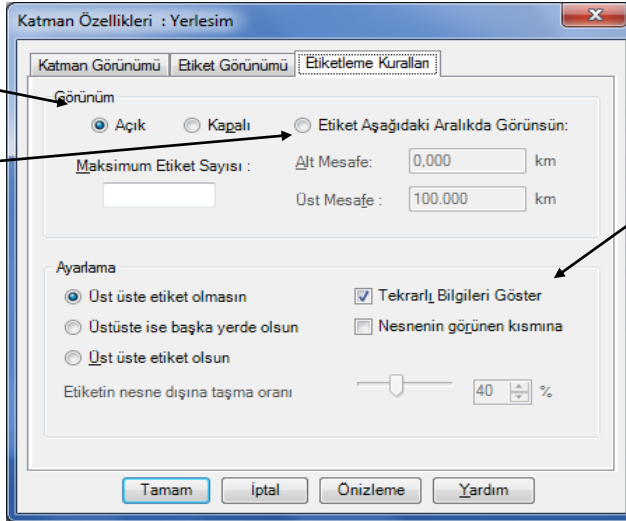 Katman Özellikleri : Yerlesim
Katman Görünümü Etiket Görünümü Etiketleme Kuralları
Görünüm
Açık Kapalı Etiket Aşağıdaki Aralıkda Görünsün:
Maksimum Etiket Sayısı : Alt Mesafe: 0,000 km
Üst Mesafe : 100.000 km
Ayarlama
Üst üste etiket olmasın Tekrarlı Bilgileri Göster
Üstüste ise başka yerde olsun Nesnenin görünen kısmına
Üst üste etiket olsun
Etiketin nesne dışına taşma oranı 40 %
Tamam İptal Önizleme Yardım